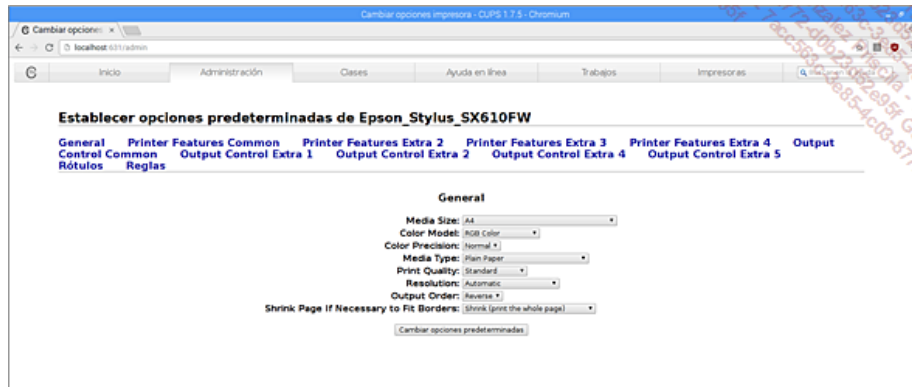 Cambiar opciones impresora - CUPS 1.7.5 - Chromium
Cambiar opciones ×
localhost:631/admin
Inicio Administración Clases Ayuda en línea Trabajos Impresoras
Establecer opciones predeterminadas de Epson_Stylus_SX610FW
General Printer Features Common Printer Features Extra 2 Printer Features Extra 3 Printer Features Extra 4 Output
Control Common Output Control Extra 1 Output Control Extra 2 Output Control Extra 4 Output Control Extra 5
Rótulos Reglas
General
Media Size: A4
Color Model: RGB Color
Color Precision: Normal
Media Type: Plain Paper
Print Quality: Standard
Resolution: Automatic
Output Order: Reverse
Shrink Page If Necessary to Fit Borders: Shrink (print the whole page)
Cambiar opciones predeterminadas